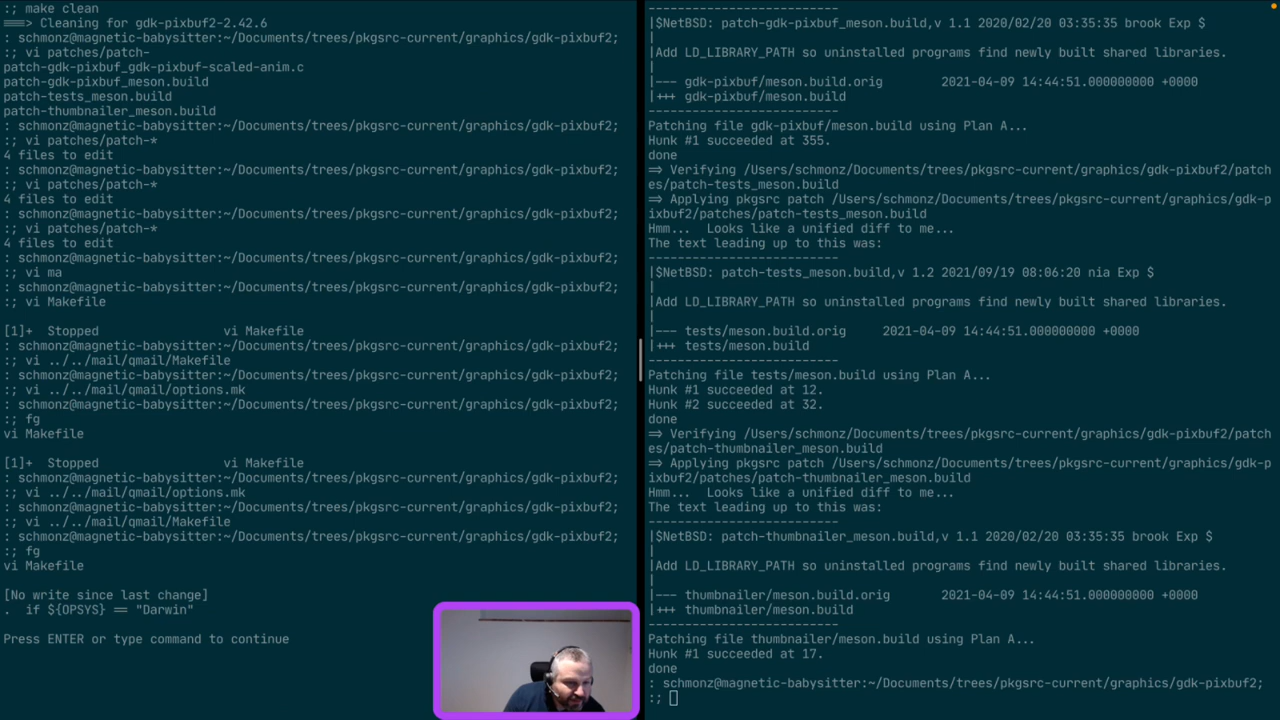 :; make clean
===> Cleaning for gdk-pixbuf2-2.42.6
: schmonz@magnetic-babysitter:~/Documents/trees/pkgsrc-current/graphics/gdk-pixbuf2;
:; vi patches/patch-
patch-gdk-pixbuf_gdk-pixbuf-scaled-anim.c
patch-gdk-pixbuf_meson.build
patch-tests_meson.build
patch-thumbnailer_meson.build
: schmonz@magnetic-babysitter:~/Documents/trees/pkgsrc-current/graphics/gdk-pixbuf2;
:; vi patches/patch-*
4 files to edit
: schmonz@magnetic-babysitter:~/Documents/trees/pkgsrc-current/graphics/gdk-pixbuf2;
:; vi patches/patch-*
4 files to edit
: schmonz@magnetic-babysitter:~/Documents/trees/pkgsrc-current/graphics/gdk-pixbuf2;
:; vi patches/patch-*
4 files to edit
: schmonz@magnetic-babysitter:~/Documents/trees/pkgsrc-current/graphics/gdk-pixbuf2;
:; vi ma
: schmonz@magnetic-babysitter:~/Documents/trees/pkgsrc-current/graphics/gdk-pixbuf2;
:; vi Makefile
[1]+  Stopped                 vi Makefile
: schmonz@magnetic-babysitter:~/Documents/trees/pkgsrc-current/graphics/gdk-pixbuf2;
:; vi ../../mail/qmail/Makefile
: schmonz@magnetic-babysitter:~/Documents/trees/pkgsrc-current/graphics/gdk-pixbuf2;
:; vi ../../mail/qmail/options.mk
: schmonz@magnetic-babysitter:~/Documents/trees/pkgsrc-current/graphics/gdk-pixbuf2;
:; fg
vi Makefile
[1]+  Stopped                 vi Makefile
: schmonz@magnetic-babysitter:~/Documents/trees/pkgsrc-current/graphics/gdk-pixbuf2;
:; vi ../../mail/qmail/options.mk
: schmonz@magnetic-babysitter:~/Documents/trees/pkgsrc-current/graphics/gdk-pixbuf2;
:; vi ../../mail/qmail/Makefile
: schmonz@magnetic-babysitter:~/Documents/trees/pkgsrc-current/graphics/gdk-pixbuf2;
:; fg
vi Makefile
[No write since last change]
.  if ${OPSYS} == "Darwin"
Press ENTER or type command to continue
--------------------------
|$NetBSD: patch-gdk-pixbuf_meson.build,v 1.1 2020/02/20 03:35:35 brook Exp $
|
|Add LD_LIBRARY_PATH so uninstalled programs find newly built shared libraries.
|
|--- gdk-pixbuf/meson.build.orig       2021-04-09 14:44:51.000000000 +0000
|+++ gdk-pixbuf/meson.build
--------------------------
Patching file gdk-pixbuf/meson.build using Plan A...
Hunk #1 succeeded at 355.
done
=> Verifying /Users/schmonz/Documents/trees/pkgsrc-current/graphics/gdk-pixbuf2/patch
es/patch-tests_meson.build
=> Applying pkgsrc patch /Users/schmonz/Documents/trees/pkgsrc-current/graphics/gdk-p
ixbuf2/patches/patch-tests_meson.build
Hmm...  Looks like a unified diff to me...
The text leading up to this was:
--------------------------
|$NetBSD: patch-tests_meson.build,v 1.2 2021/09/19 08:06:20 nia Exp $
|
|Add LD_LIBRARY_PATH so uninstalled programs find newly built shared libraries.
|
|--- tests/meson.build.orig    2021-04-09 14:44:51.000000000 +0000
|+++ tests/meson.build
--------------------------
Patching file tests/meson.build using Plan A...
Hunk #1 succeeded at 12.
Hunk #2 succeeded at 32.
done
=> Verifying /Users/schmonz/Documents/trees/pkgsrc-current/graphics/gdk-pixbuf2/patch
es/patch-thumbnailer_meson.build
=> Applying pkgsrc patch /Users/schmonz/Documents/trees/pkgsrc-current/graphics/gdk-p
ixbuf2/patches/patch-thumbnailer_meson.build
Hmm...  Looks like a unified diff to me...
The text leading up to this was:
--------------------------
|$NetBSD: patch-thumbnailer_meson.build,v 1.1 2020/02/20 03:35:35 brook Exp $
|
|Add LD_LIBRARY_PATH so uninstalled programs find newly built shared libraries.
|
|--- thumbnailer/meson.build.orig      2021-04-09 14:44:51.000000000 +0000
|+++ thumbnailer/meson.build
--------------------------
Patching file thumbnailer/meson.build using Plan A...
Hunk #1 succeeded at 17.
done
: schmonz@magnetic-babysitter:~/Documents/trees/pkgsrc-current/graphics/gdk-pixbuf2;
:;